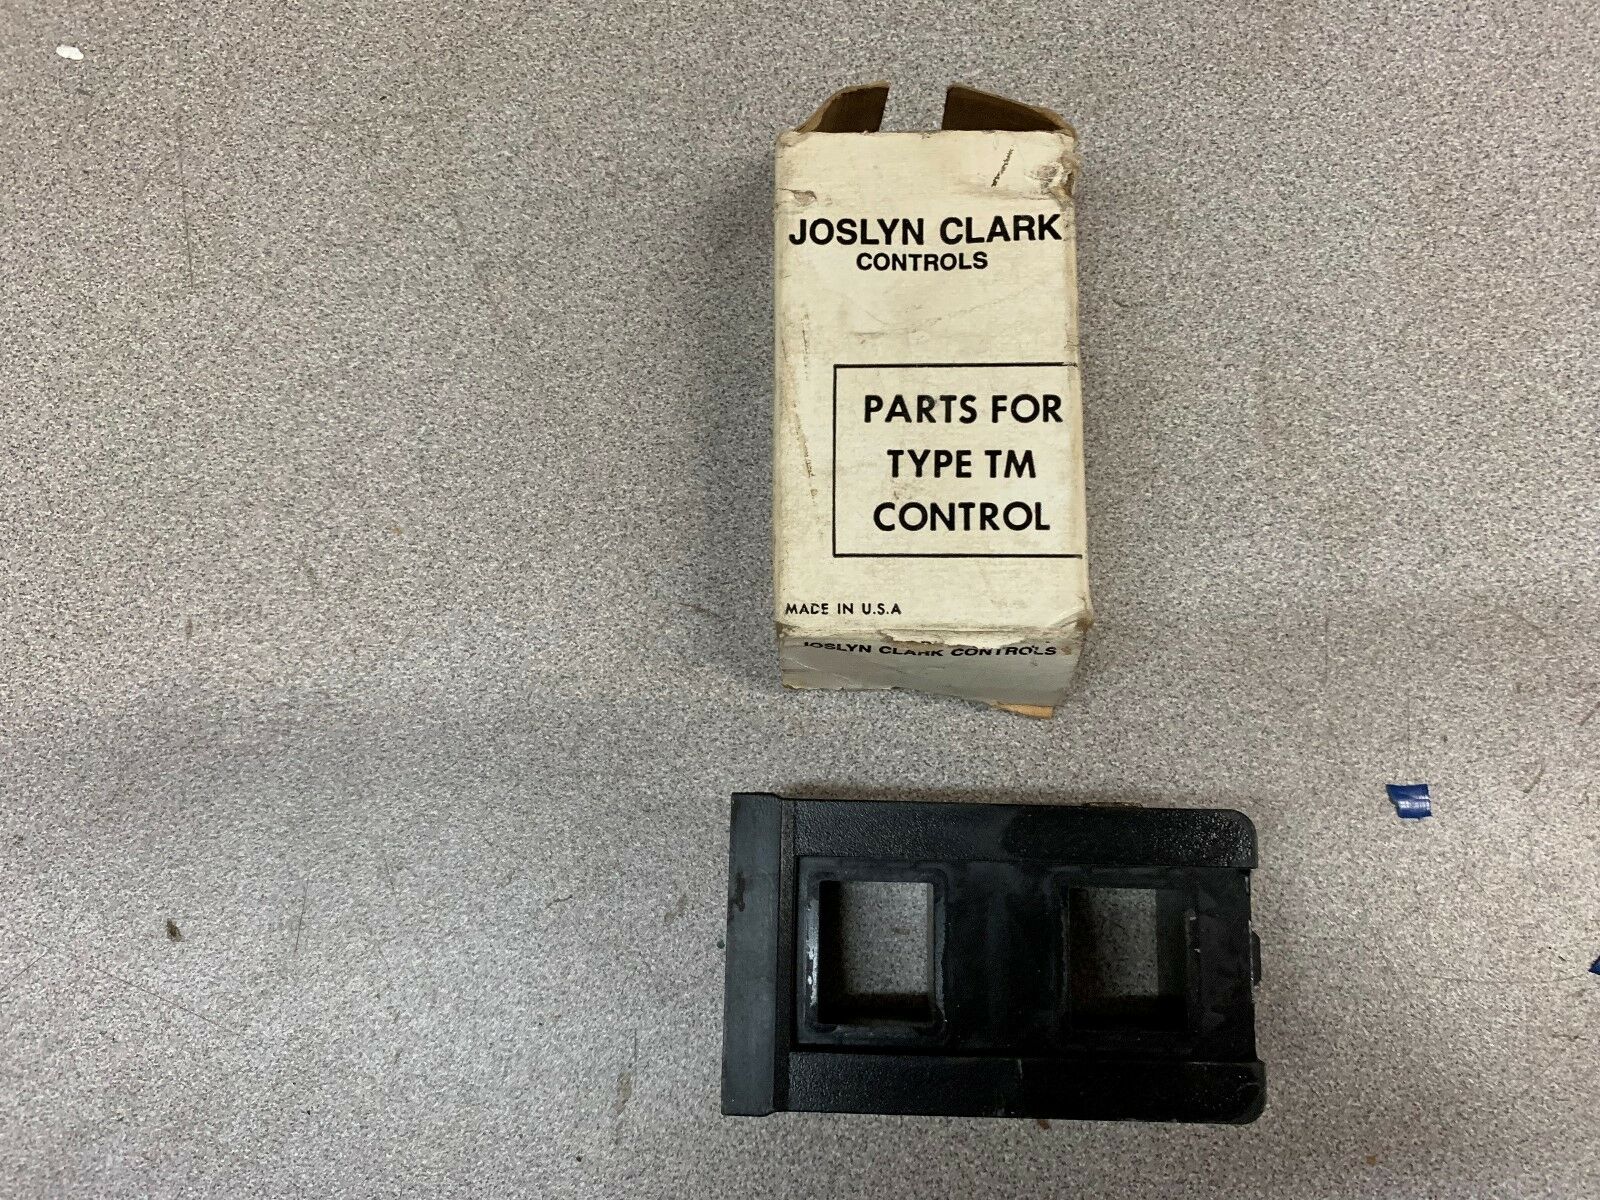 JOSLYN CLARK
CONTROLS
PARTS FOR
TYPE TM
CONTROL
MADE IN U.S.A
JOSLYN CLARK CONTROLS